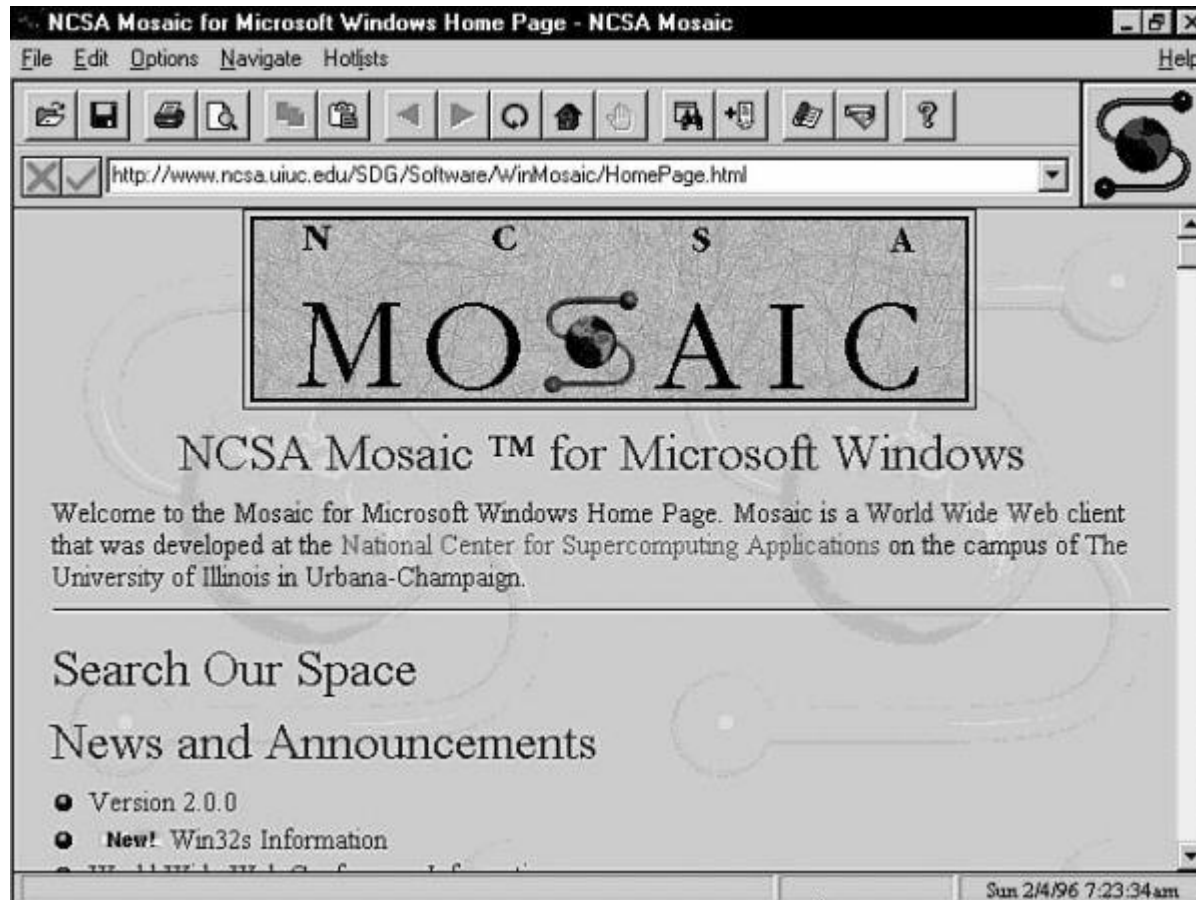 NCSA Mosaic for Microsoft Windows Home Page - NCSA Mosaic
File Edit Options Navigate Hotlists Help
http://www.ncsa.uiuc.edu/SDG/Software/WinMosaic/HomePage.html
N C S A
MOSAIC
NCSA Mosaic ™ for Microsoft Windows
Welcome to the Mosaic for Microsoft Windows Home Page. Mosaic is a World Wide Web client
that was developed at the National Center for Supercomputing Applications on the campus of The
University of Illinois in Urbana-Champaign.
Search Our Space
News and Announcements
Version 2.0.0
New! Win32s Information
Sun 2/4/96 7:23:34am